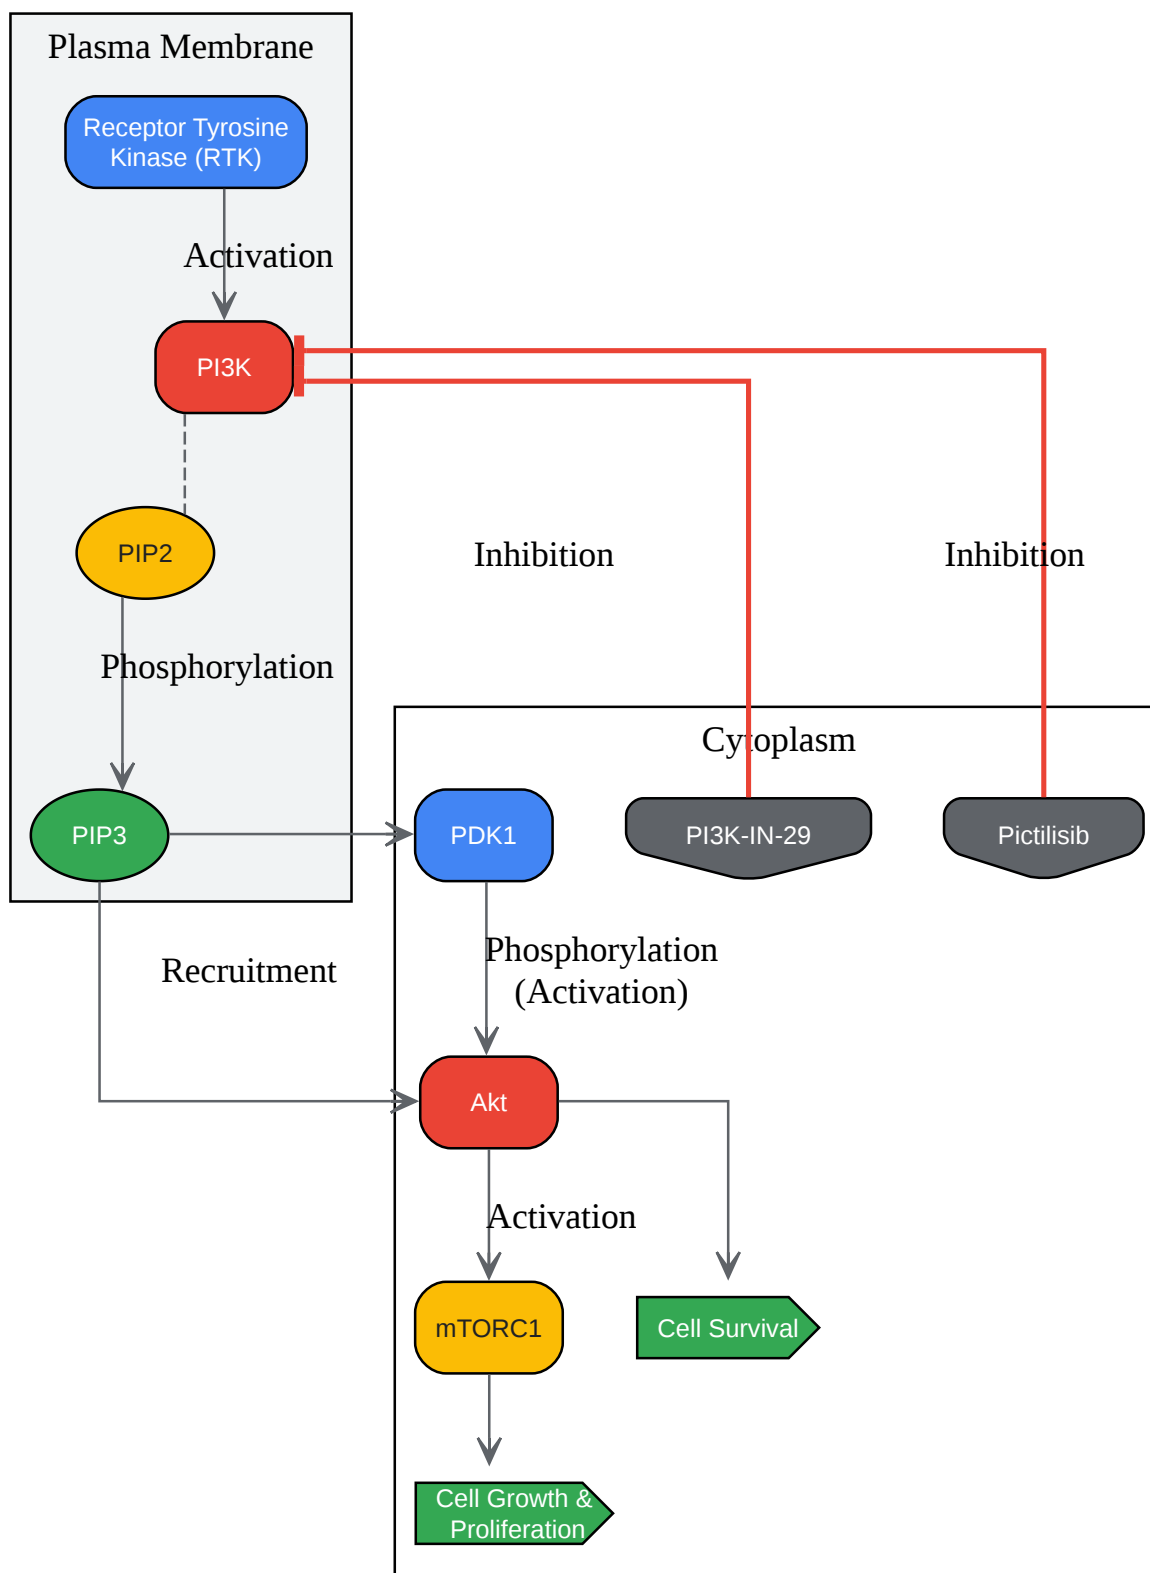 Plasma Membrane
Receptor Tyrosine
Kinase (RTK)
Activation
PI3K
PIP2
Inhibition
Inhibition
Phosphorylation
Cytoplasm
PIP3
PDK1
PI3K-IN-29
Pictilisib
Phosphorylation
(Activation)
Recruitment
Akt
Activation
mTORC1
Cell Survival
Cell Growth &
Proliferation